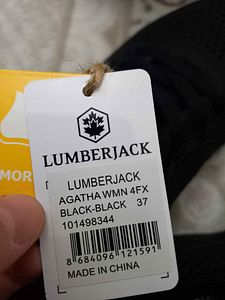 MOR
LUMBERJACK
LUMBERJACK
AGATHA WMN 4FX
BLACK-BLACK 37
101498344
8 684096 121591
MADE IN CHINA